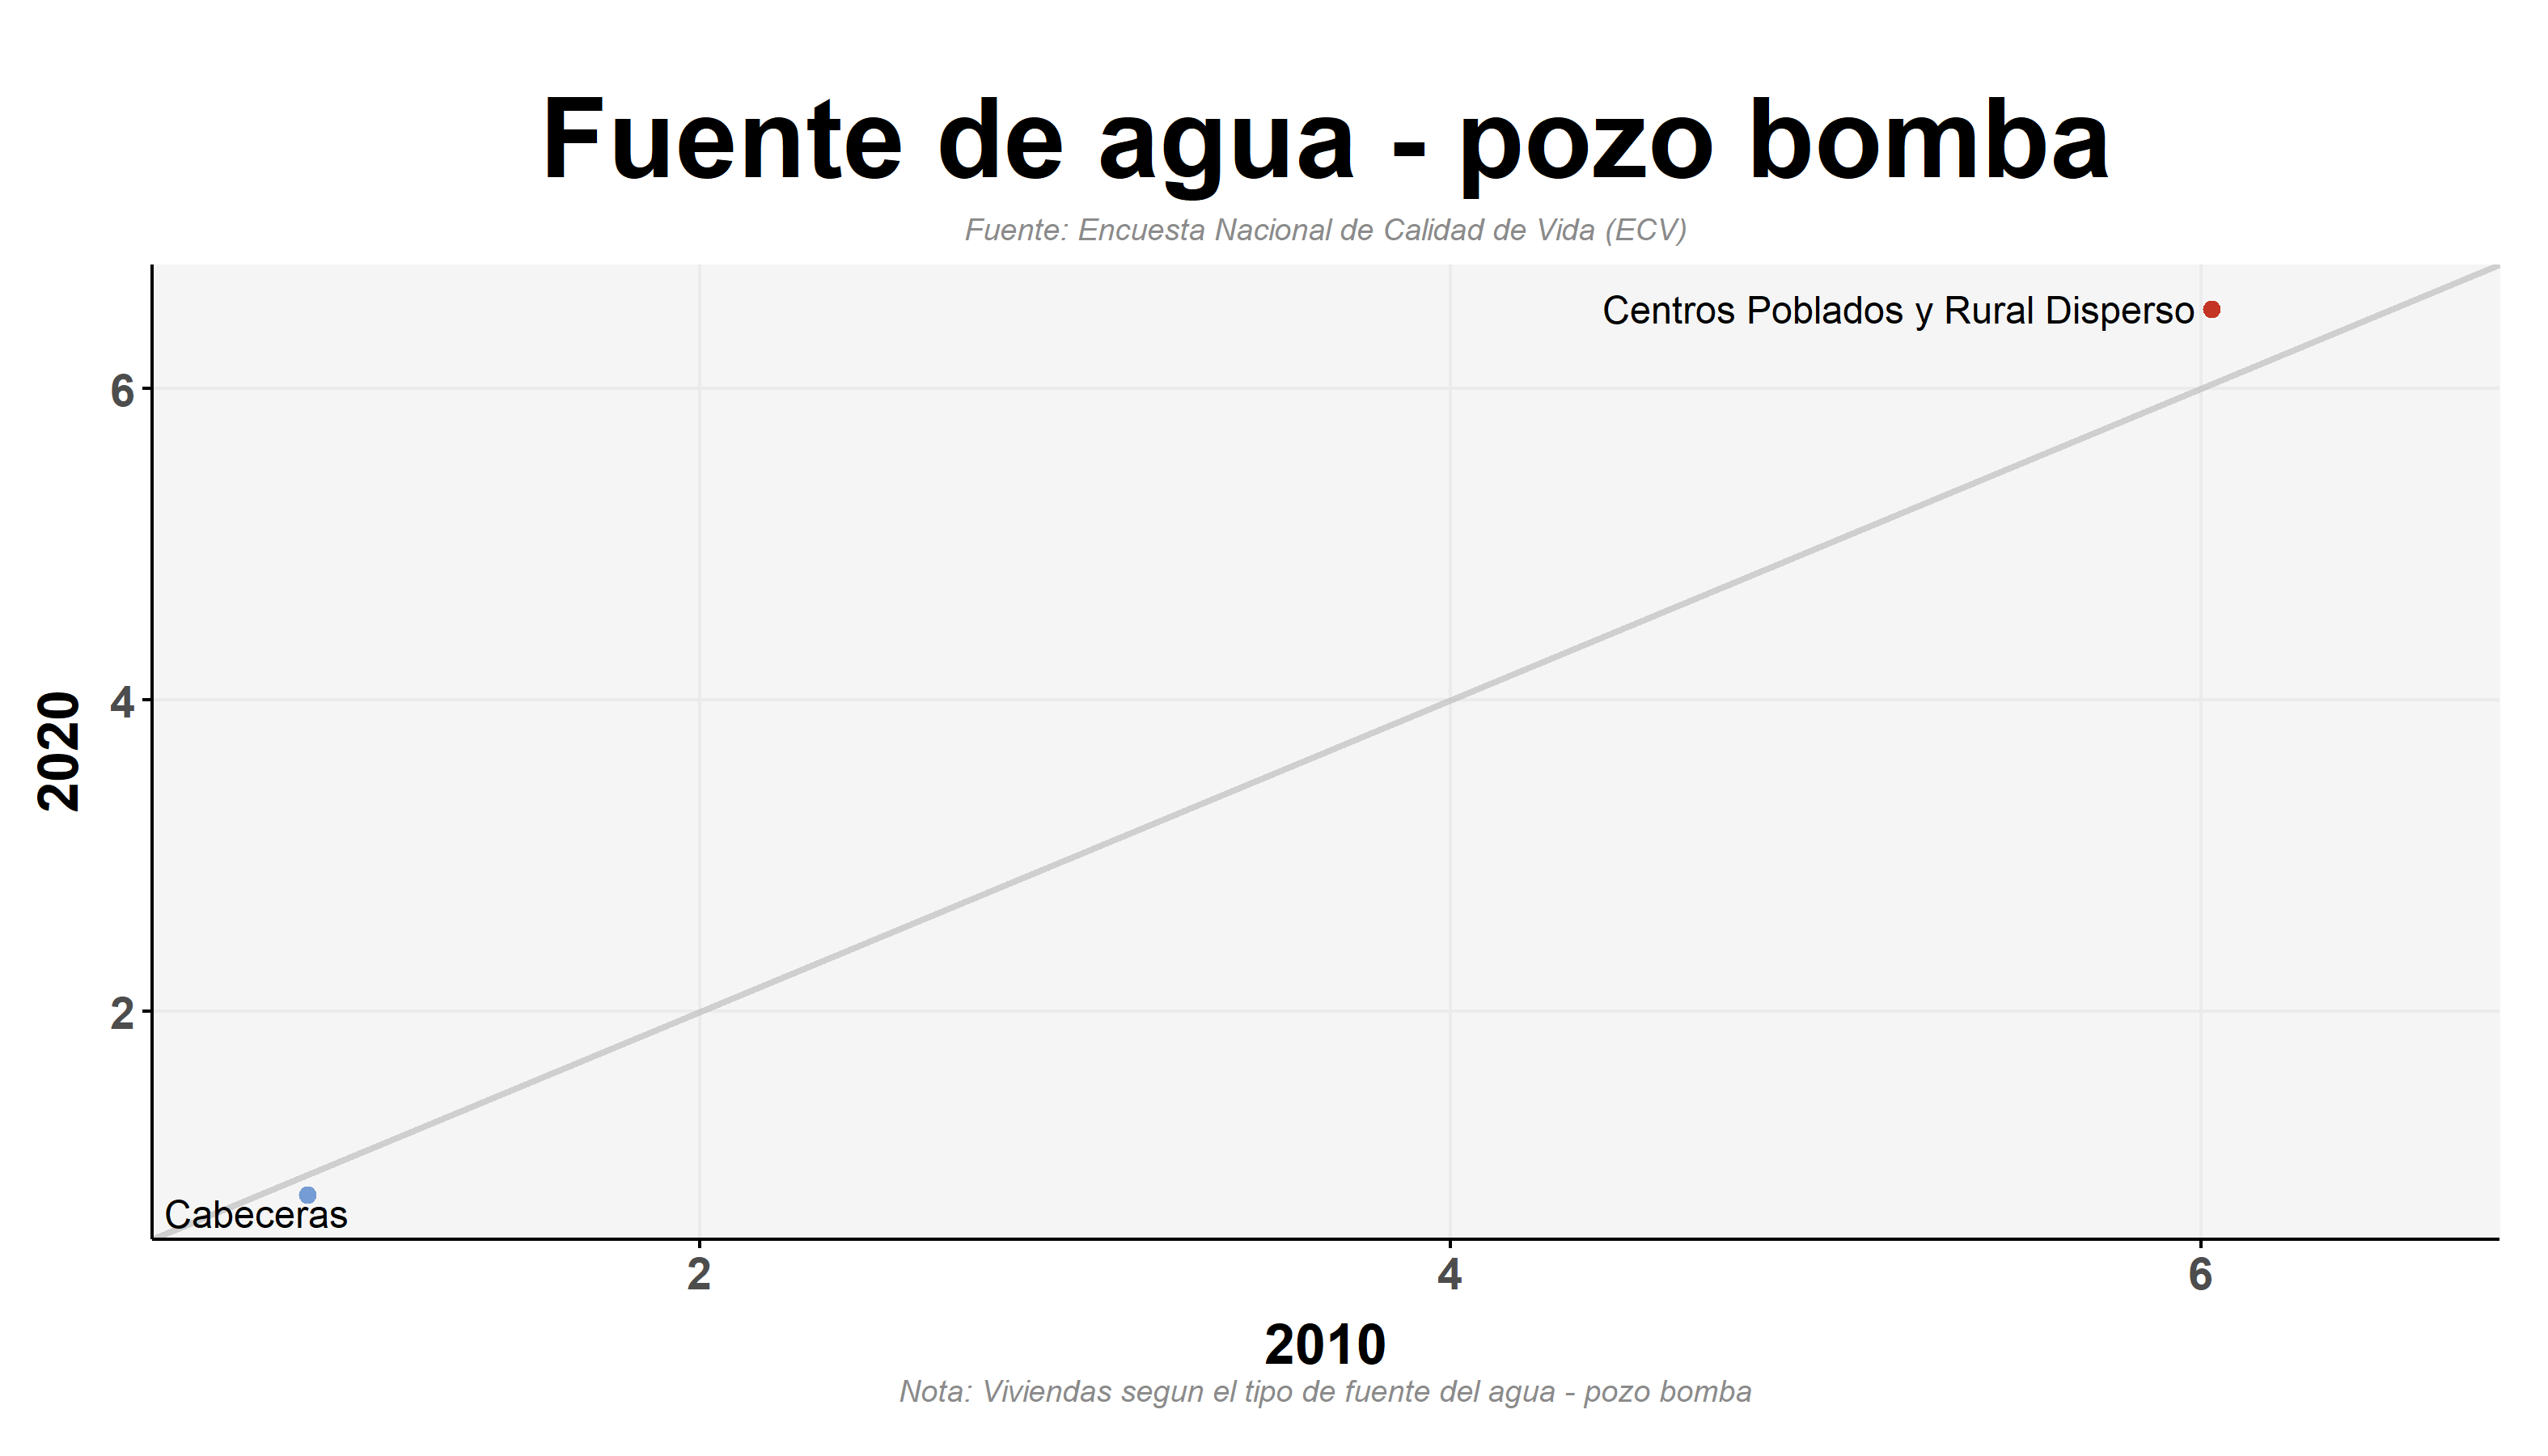 Fuente de agua - pozo bomba
Fuente: Encuesta Nacional de Calidad de Vida (ECV)
Centros Poblados y Rural Disperso
6
4
2
2020
Cabeceras
2
4
6
2010
Nota: Viviendas segun el tipo de fuente del agua - pozo bomba